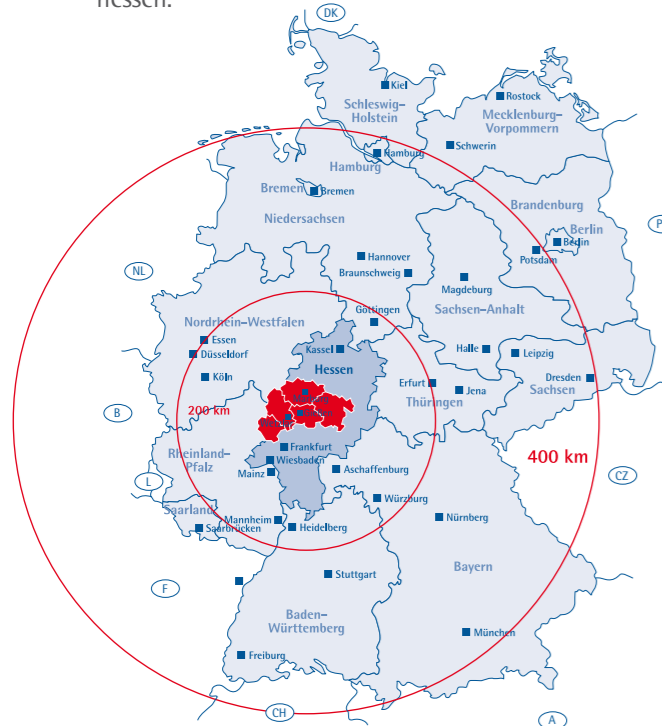 hessen.
DK
Kiel
Rostock
Schleswig–
Holstein
Mecklenburg–
Vorpommern
Schwerin
Hamburg
Hamburg
Bremen
Bremen
Brandenburg
Niedersachsen
Berlin
Berlin
P
Potsdam
Hannover
NL
Braunschweig
Magdeburg
Göttingen
Sachsen–Anhalt
Nordrhein–Westfalen
Essen
Kassel
Halle
Leipzig
Düsseldorf
Hessen
Köln
Erfurt
Dresden
Jena
Sachsen
Thüringen
B
200 km
Frankfurt
Rheinland–
Pfalz
Wiesbaden
400 km
Mainz
Aschaffenburg
CZ
L
Würzburg
Saarland
Mannheim
Nürnberg
Saarbrücken
Heidelberg
Bayern
Stuttgart
F
Baden–
Württemberg
München
Freiburg
CH
A